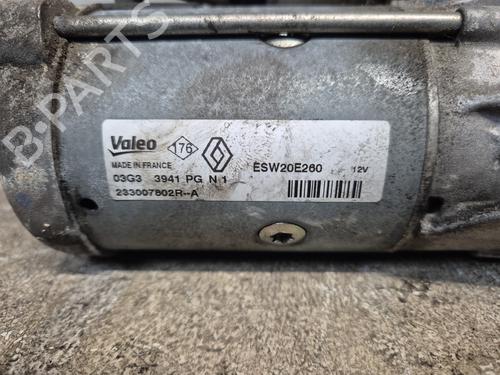 B-PARTS
Valeo 176
MADE IN FRANCE
ESW20E260 12V
03G3 3941 PG N 1
233007802R--A